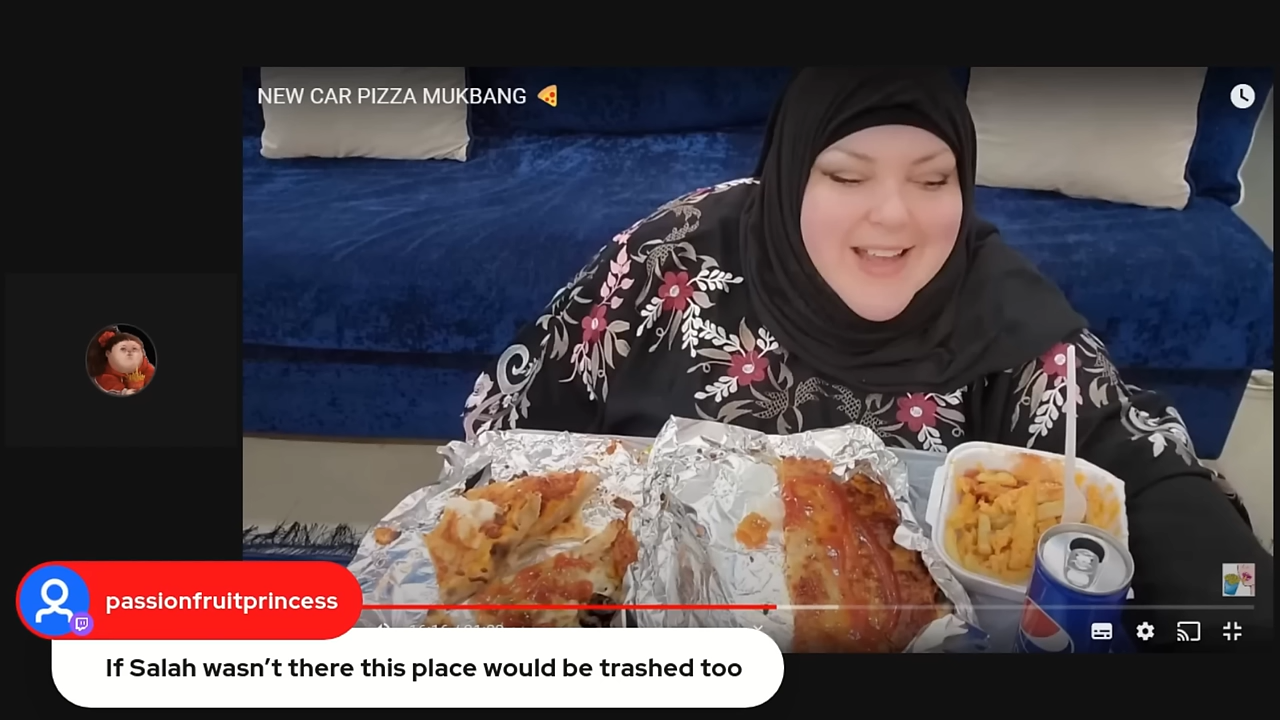 NEW CAR PIZZA MUKBANG
passionfruitprincess
If Salah wasn't there this place would be trashed too